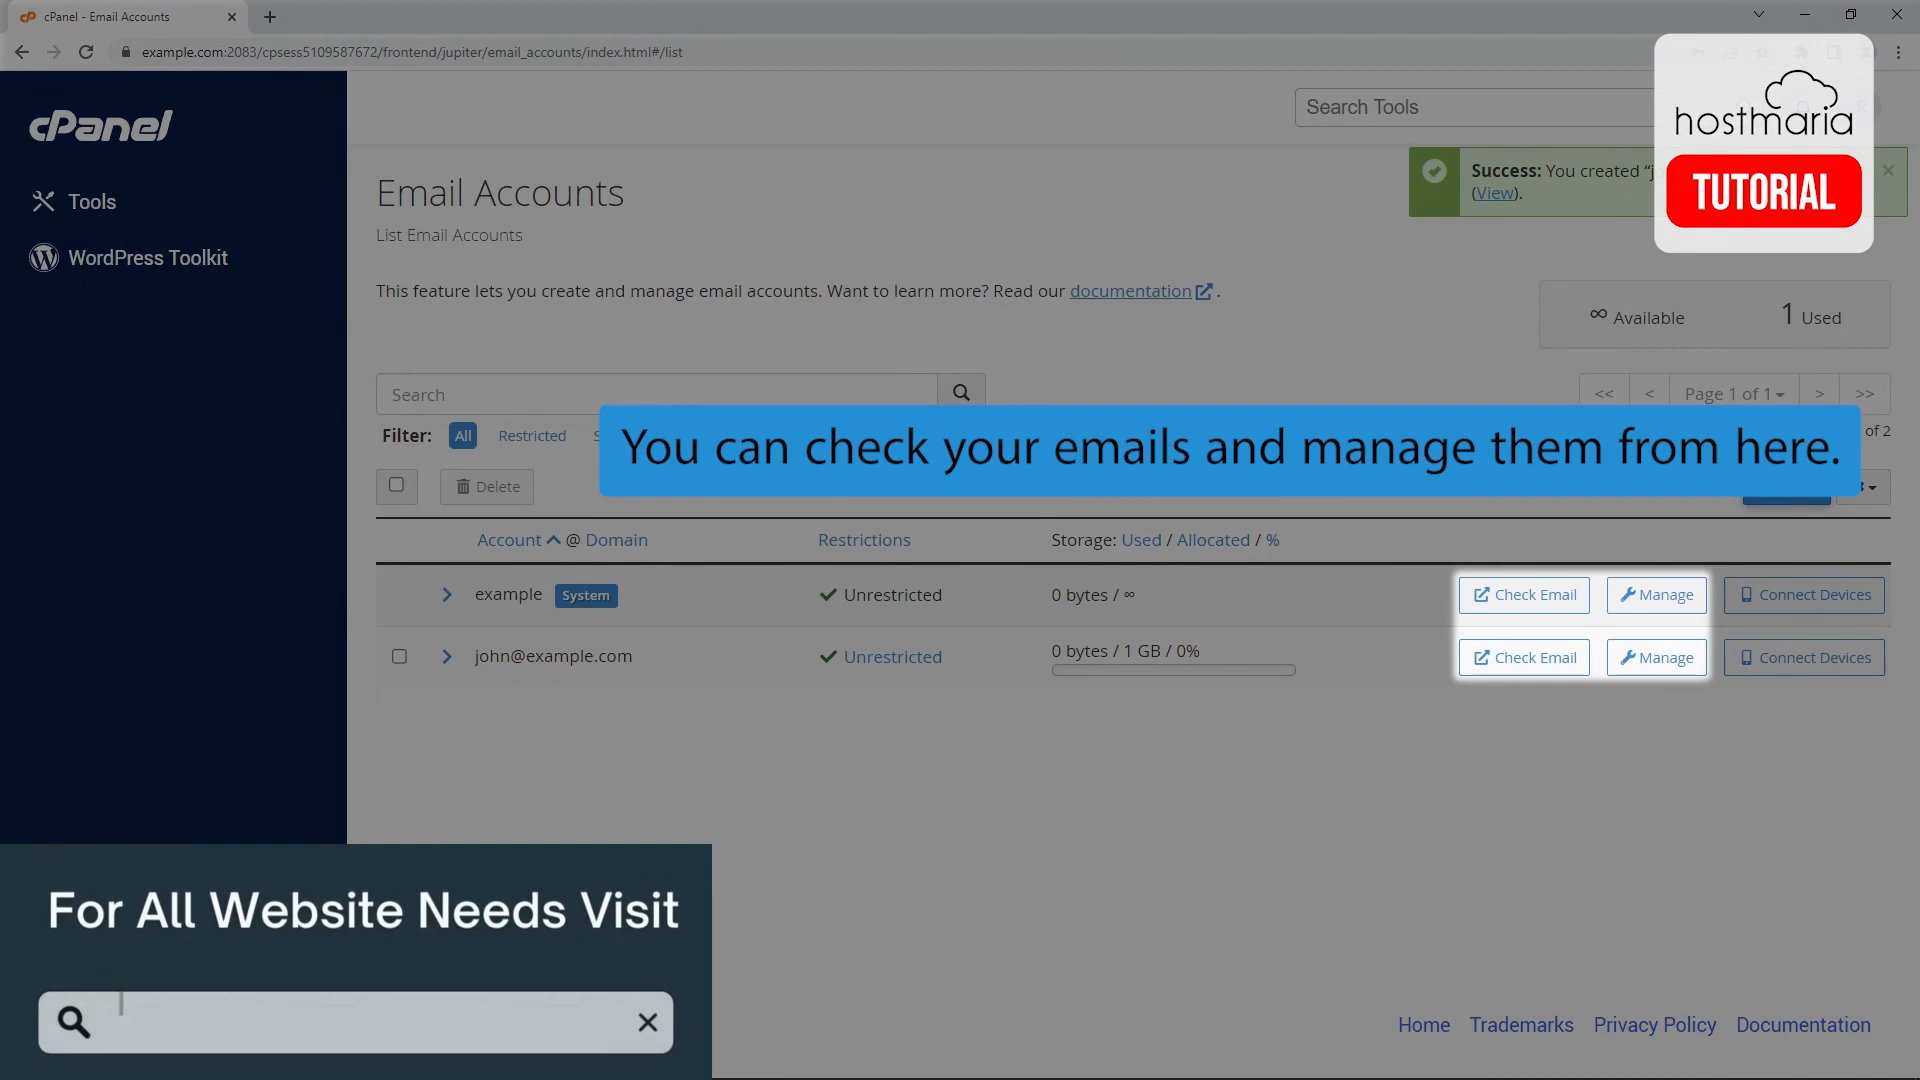 cPanel - Email Accounts
example.com:2083/cpsess5109587672/frontend/jupiter/email_accounts/index.html#/list
cPanel
Search Tools
hostmaria
TUTORIAL
Tools
WordPress Toolkit
Success: You created
(View).
Email Accounts
List Email Accounts
This feature lets you create and manage email accounts. Want to learn more? Read our documentation .
∞ Available 1 Used
Search
<< < Page 1 of 1 > >>
Filter: All Restricted
of 2
You can check your emails and manage them from here.
Delete
Account @ Domain Restrictions Storage: Used / Allocated / %
example System Unrestricted 0 bytes / ∞ Check Email Manage Connect Devices
john@example.com Unrestricted 0 bytes / 1 GB / 0% Check Email Manage Connect Devices
For All Website Needs Visit
Home Trademarks Privacy Policy Documentation